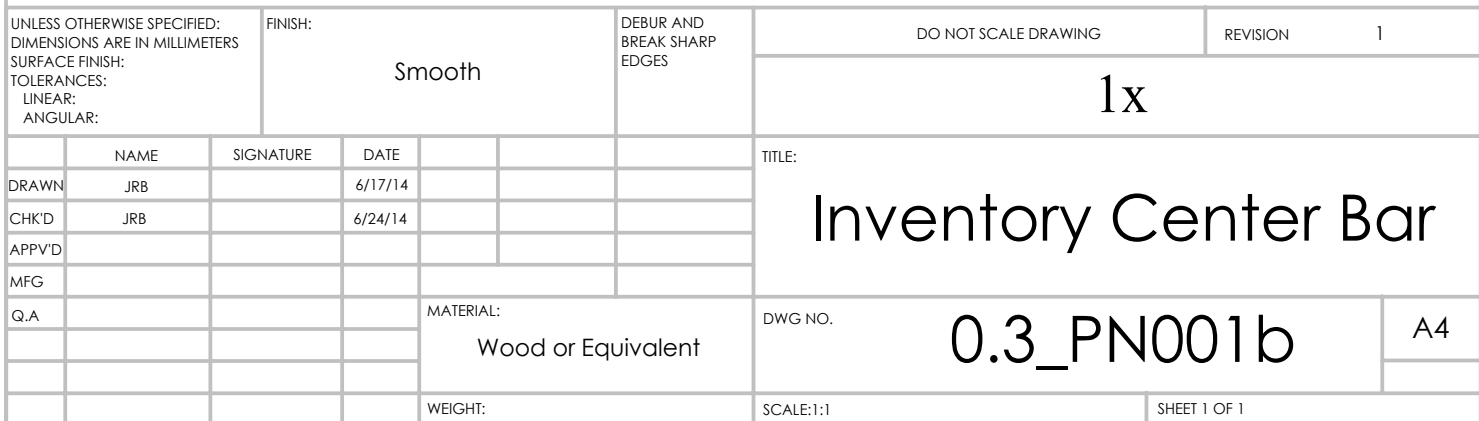 UNLESS OTHERWISE SPECIFIED:
DIMENSIONS ARE IN MILLIMETERS
SURFACE FINISH:
TOLERANCES:
LINEAR:
ANGULAR:
FINISH:
Smooth
DEBUR AND
BREAK SHARP
EDGES
DO NOT SCALE DRAWING
REVISION 1
1x
NAME SIGNATURE DATE
DRAWN JRB 6/17/14
CHK'D JRB 6/24/14
APPV'D
MFG
Q.A
TITLE:
Inventory Center Bar
MATERIAL:
Wood or Equivalent
DWG NO.
0.3_PN001b
A4
WEIGHT:
SCALE:1:1
SHEET 1 OF 1